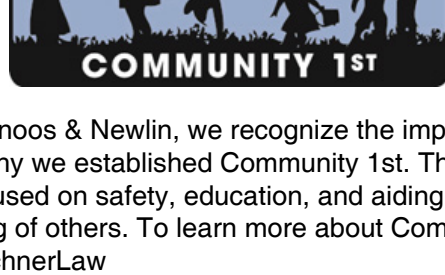 COMMUNITY 1ST
noos & Newlin, we recognize the imp
hy we established Community 1st. Th
used on safety, education, and aiding
g of others. To learn more about Com
chnerLaw